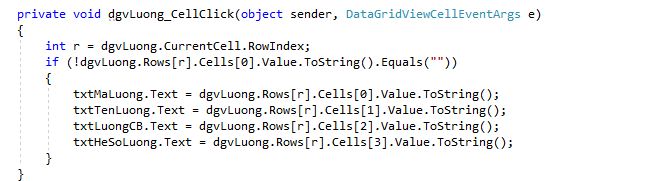 private void dgvLuong_CellClick(object sender, DataGridViewCellEventArgs e)
{
    int r = dgvLuong.CurrentCell.RowIndex;
    if (!dgvLuong.Rows[r].Cells[0].Value.ToString().Equals(""))
    {
        txtMaLuong.Text = dgvLuong.Rows[r].Cells[0].Value.ToString();
        txtTenLuong.Text = dgvLuong.Rows[r].Cells[1].Value.ToString();
        txtLuongCB.Text = dgvLuong.Rows[r].Cells[2].Value.ToString();
        txtHeSoLuong.Text = dgvLuong.Rows[r].Cells[3].Value.ToString();
    }
}